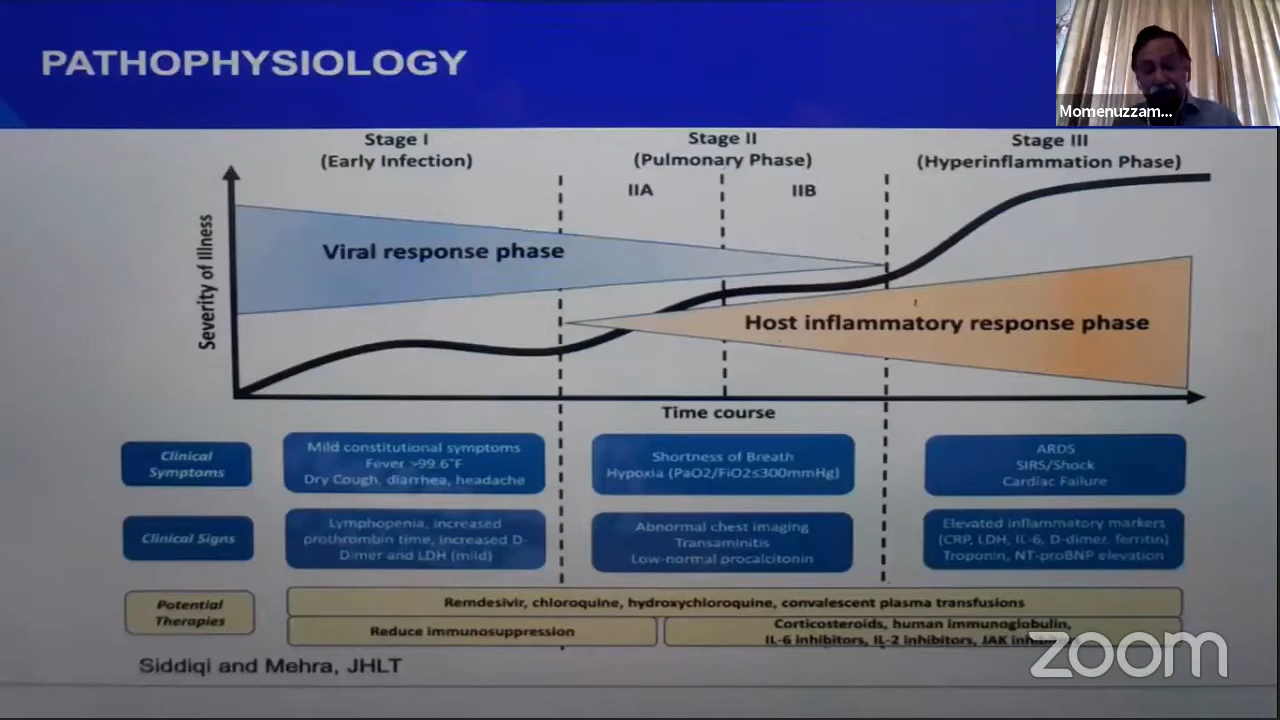 PATHOPHYSIOLOGY
Momenuzzam...
Stage I
(Early Infection)
Stage II
(Pulmonary Phase)
Stage III
(Hyperinflammation Phase)
IIA
IIB
Severity of Illness
Viral response phase
Host inflammatory response phase
Time course
Clinical
Symptoms
Mild constitutional symptoms
Fever >99.6°F
Dry Cough, diarrhea, headache
Shortness of Breath
Hypoxia (PaO2/FiO2≤300mmHg)
ARDS
SIRS/Shock
Cardiac Failure
Clinical Signs
Lymphopenia, increased
prothrombin time, increased D-
Dimer and LDH (mild)
Abnormal chest imaging
Transaminitis
Low-normal procalcitonin
Elevated inflammatory markers
(CRP, LDH, IL-6, D-dimer, ferritin)
Troponin, NT-proBNP elevation
Potential
Therapies
Remdesivir, chloroquine, hydroxychloroquine, convalescent plasma transfusions
Reduce immunosuppression
Corticosteroids, human immunoglobulin,
IL-6 inhibitors, IL-2 inhibitors, JAK
Siddiqi and Mehra, JHLT
zoom